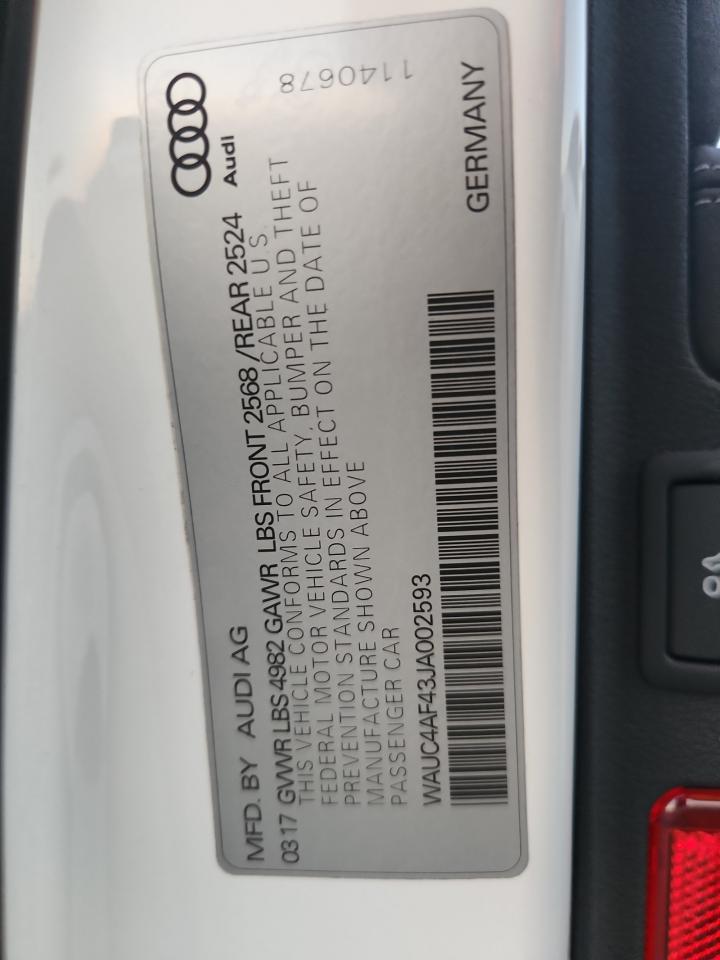 MFD. BY AUDI AG
Audi
0317 GVWR LBS 4982 GAWR LBS FRONT 2568 /REAR 2524
THIS VEHICLE CONFORMS TO ALL APPLICABLE U.S.
FEDERAL MOTOR VEHICLE SAFETY, BUMPER AND THEFT
PREVENTION STANDARDS IN EFFECT ON THE DATE OF
MANUFACTURE SHOWN ABOVE
PASSENGER CAR
WAUC4AF43JA002593
GERMANY
1140678